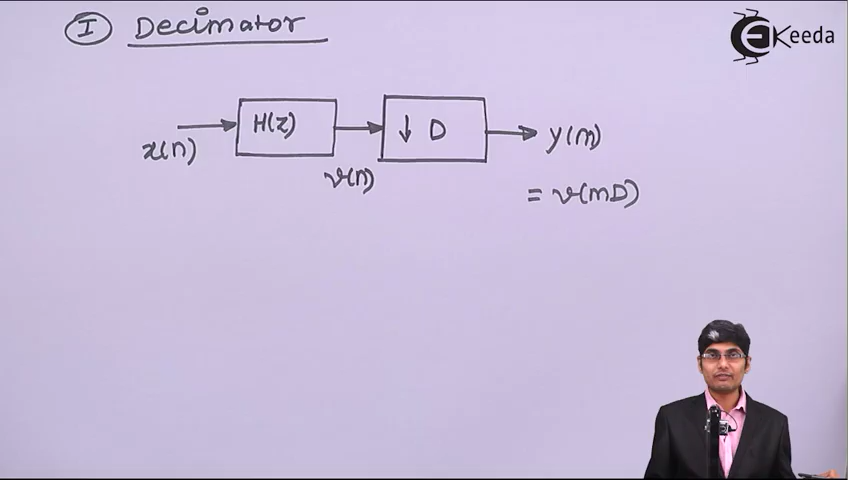 I Decimator
EKeeda
x(n) H(z) v(n) ↓ D y(m)
= v(mD)